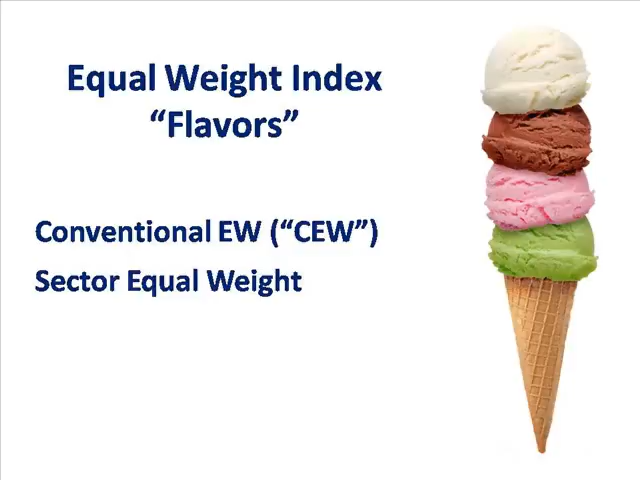 Equal Weight Index
“Flavors”
Conventional EW (“CEW”)
Sector Equal Weight